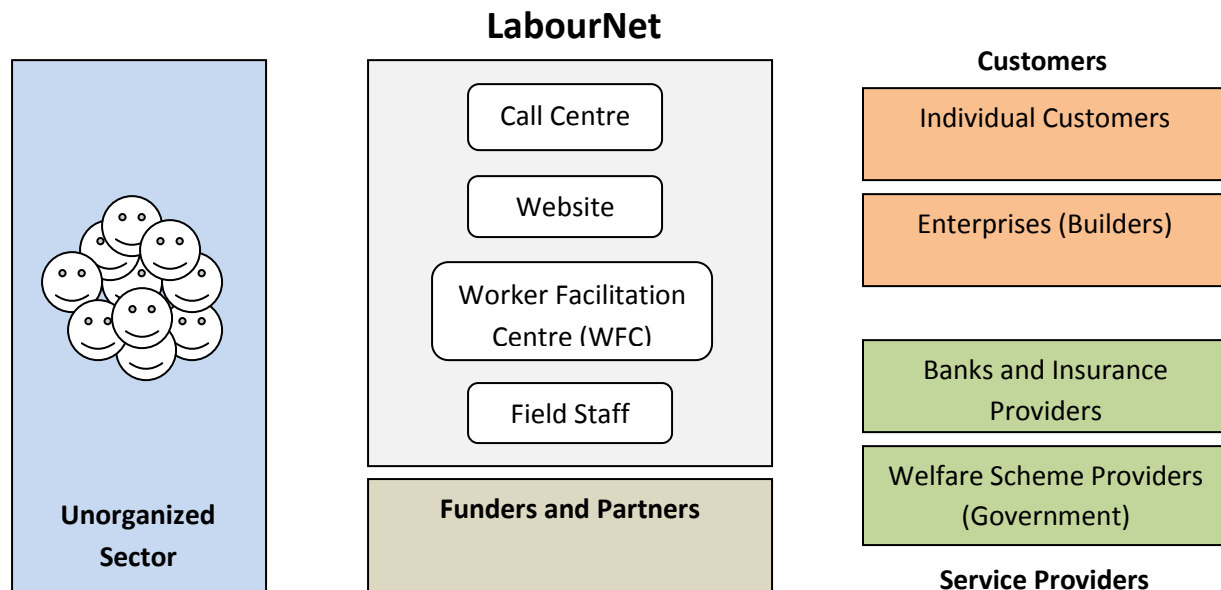 LabourNet
Unorganized
Sector
Call Centre
Website
Worker Facilitation
Centre (WFC)
Field Staff
Funders and Partners
Customers
Individual Customers
Enterprises (Builders)
Banks and Insurance
Providers
Welfare Scheme Providers
(Government)
Service Providers